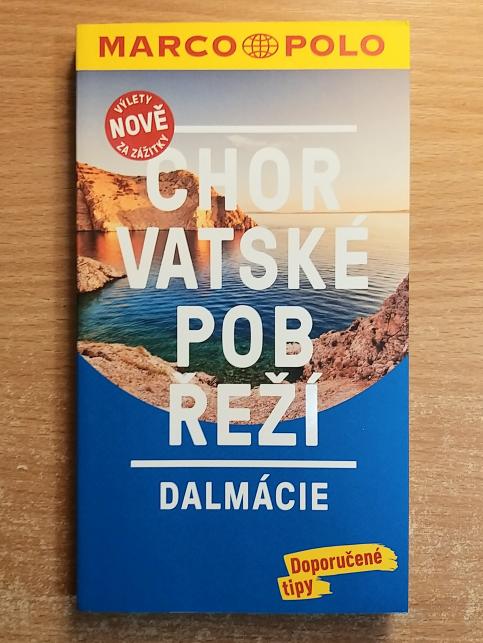 MARCO POLO
VÝLETY
NOVĚ
ZA ZÁŽITKY
CHOR
VATSKÉ
POB
ŘEŽÍ
DALMÁCIE
Doporučené
tipy